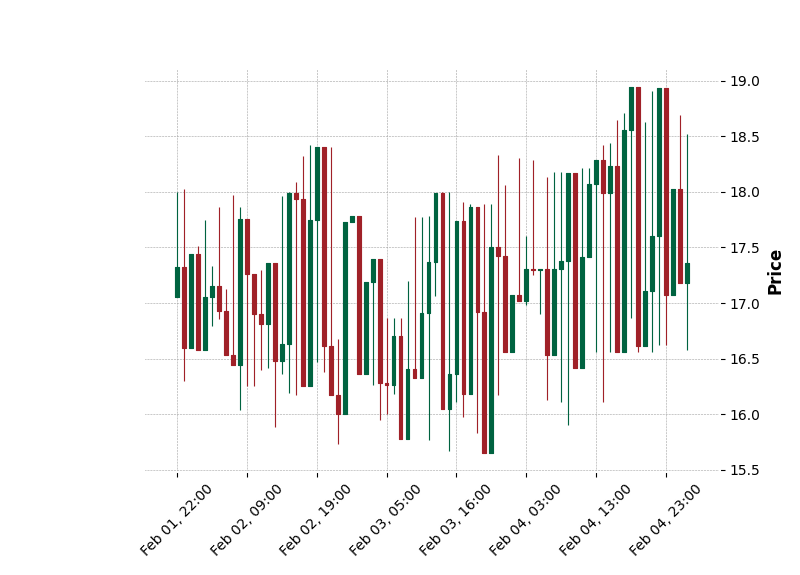 19.0
18.5
18.0
17.5
17.0
16.5
16.0
15.5
Price
Feb 01, 22:00
Feb 02, 09:00
Feb 02, 19:00
Feb 03, 05:00
Feb 03, 16:00
Feb 04, 03:00
Feb 04, 13:00
Feb 04, 23:00